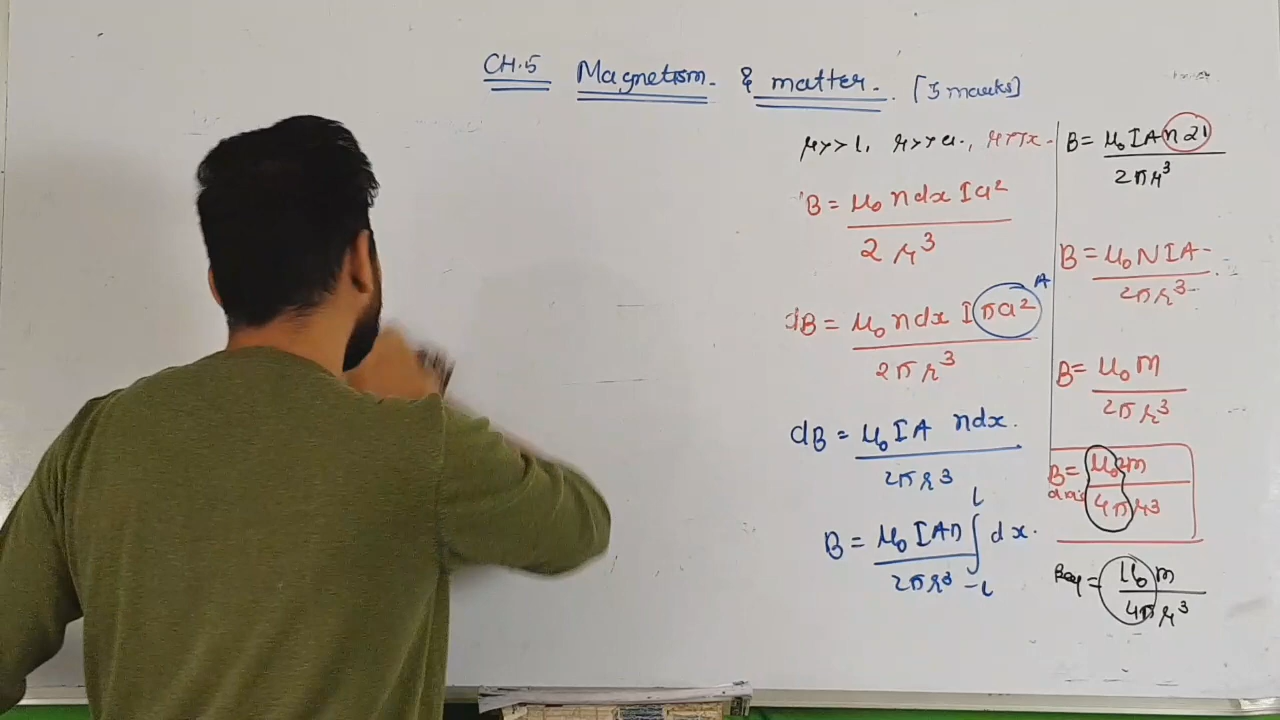 CH.5 Magnetism & matter. [5 marks]
r>>l, r>>a, r>>x
B = μ₀ n dx I a² / 2 r³
dB = μ₀ n dx I πa² / 2π r³ A
dB = μ₀ I A n dx / 2π r³
B = μ₀ I A n / 2π r³ ∫ dx. l -l
B = μ₀ I A n 2l / 2π r³
B = μ₀ N I A / 2π r³
B = μ₀ m / 2π r³
B axis = μ₀ 2m / 4π r³
Beq = μ₀ m / 4π r³